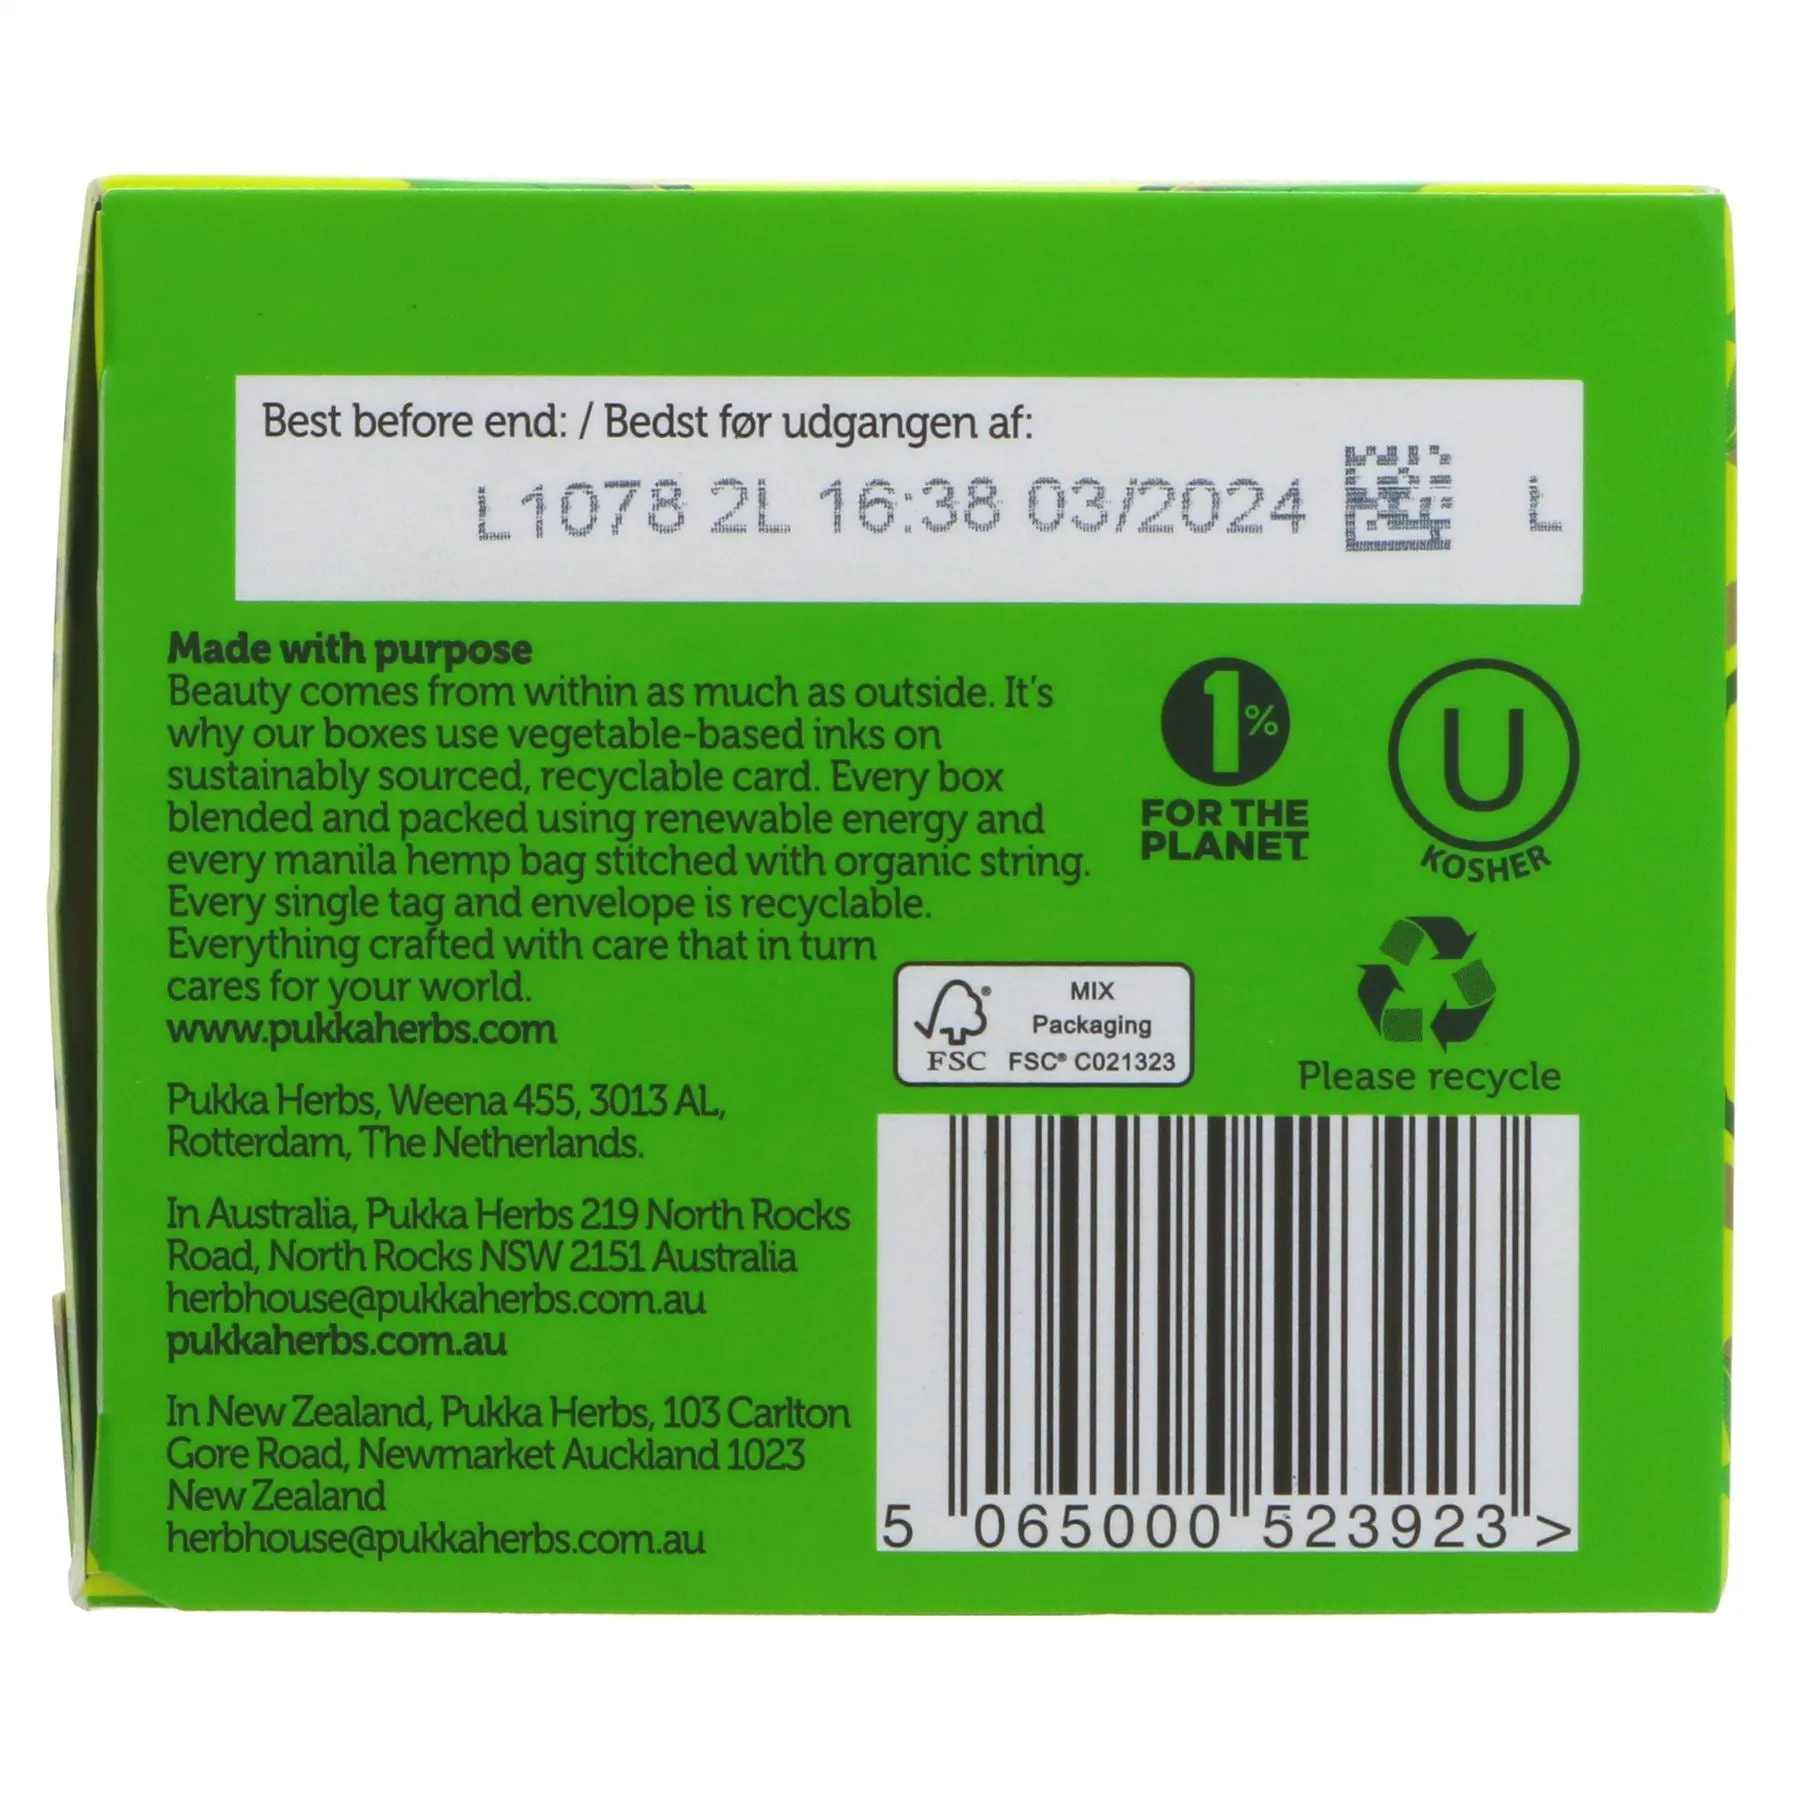 Best before end: / Bedst før udgangen af:
L1078 2L 16:38 03/2024
L
Made with purpose
Beauty comes from within as much as outside. It's
why our boxes use vegetable-based inks on
sustainably sourced, recyclable card. Every box
blended and packed using renewable energy and
every manila hemp bag stitched with organic string.
Every single tag and envelope is recyclable.
Everything crafted with care that in turn
cares for your world.
www.pukkaherbs.com
1%
FOR THE
PLANET
U
KOSHER
FSC®
MIX
Packaging
FSC® C021323
Please recycle
Pukka Herbs, Weena 455, 3013 AL,
Rotterdam, The Netherlands.
In Australia, Pukka Herbs 219 North Rocks
Road, North Rocks NSW 2151 Australia
herbhouse@pukkaherbs.com.au
pukkaherbs.com.au
In New Zealand, Pukka Herbs, 103 Carlton
Gore Road, Newmarket Auckland 1023
New Zealand
herbhouse@pukkaherbs.com.au
5 065000 523923 >